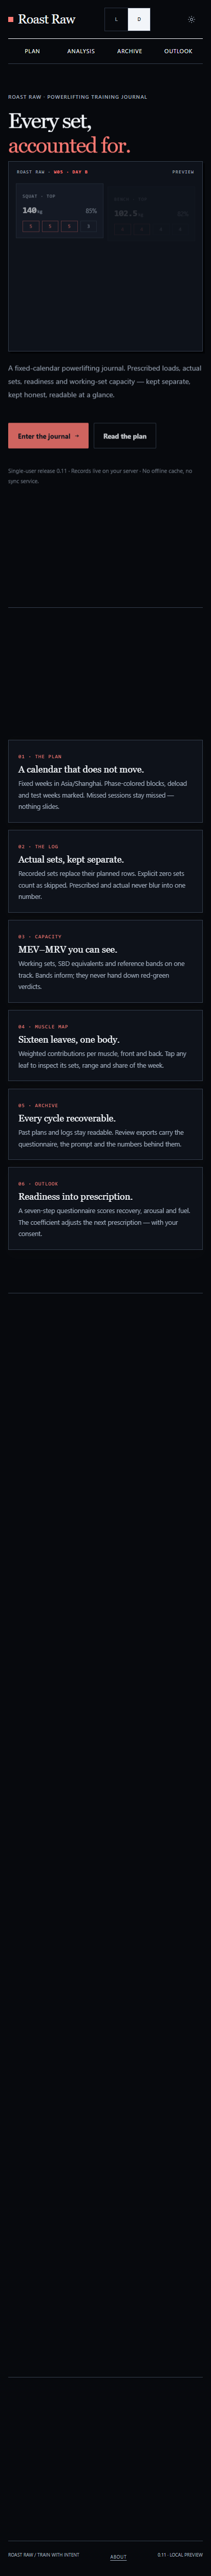 Roast Raw
L D
PLAN ANALYSIS ARCHIVE OUTLOOK
ROAST RAW · POWERLIFTING TRAINING JOURNAL
Every set,
accounted for.
ROAST RAW · W05 · DAY B PREVIEW
SQUAT · TOP
140kg 85%
5 5 5 5
102.5
A fixed-calendar powerlifting journal. Prescribed loads, actual
sets, readiness and working-set capacity — kept separate,
kept honest, readable at a glance.
Enter the journal
Read the plan
Single-user release 0.11 · Records live on your server · No offline cache, no
sync service.
01 · THE PLAN
A calendar that does not move.
Fixed weeks in Asia/Shanghai. Phase-colored blocks, deload
and test weeks marked. Missed sessions stay missed —
nothing slides.
02 · THE LOG
Actual sets, kept separate.
Recorded sets replace their planned rows. Explicit zero sets
count as skipped. Prescribed and actual never blur into one
number.
03 · CAPACITY
MEV–MRV you can see.
Working sets, SBD equivalents and reference bands on one
track. Bands inform; they never hand down red-green
verdicts.
04 · MUSCLE MAP
Sixteen leaves, one body.
Weighted contributions per muscle, front and back. Tap any
leaf to inspect its sets, range and share of the week.
05 · ARCHIVE
Every cycle recoverable.
Past plans and logs stay readable. Review exports carry the
questionnaire, the prompt and the numbers behind them.
06 · OUTLOOK
Readiness into prescription.
A seven-step questionnaire scores recovery, arousal and fuel.
The coefficient adjusts the next prescription — with your
consent.
ROAST RAW / TRAIN WITH INTENT
ABOUT
0.11 · LOCAL PREVIEW